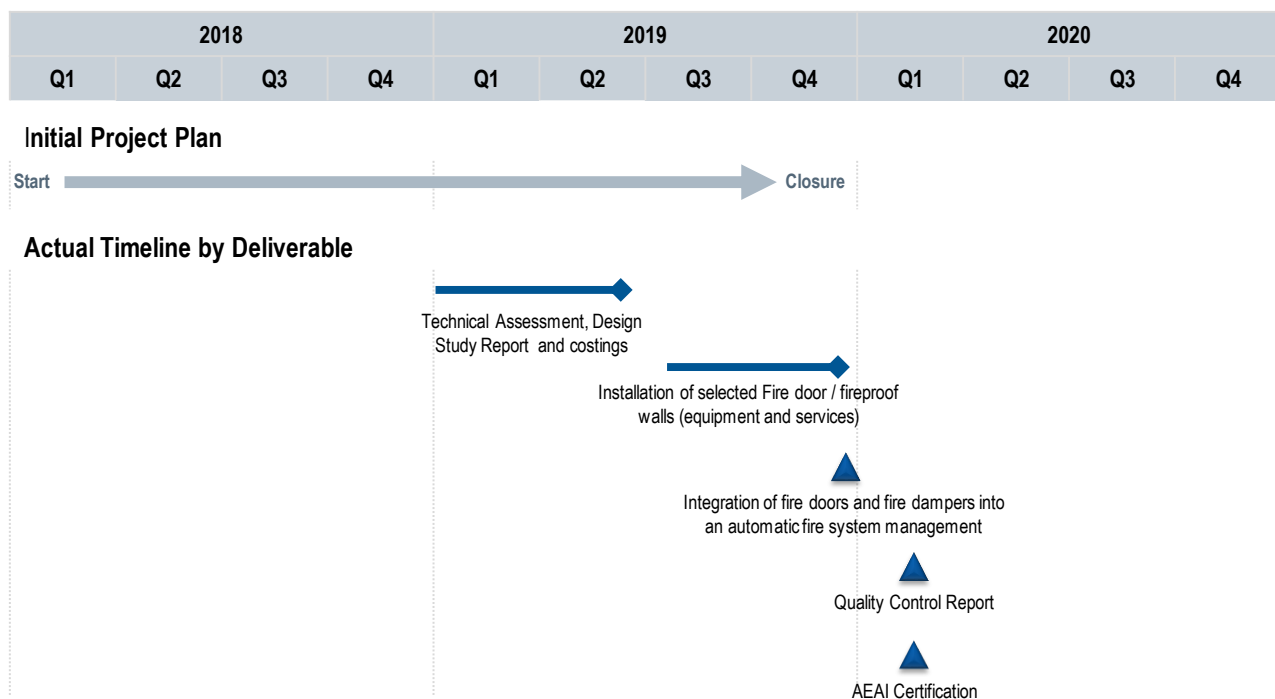 2018 2019 2020
Q1 Q2 Q3 Q4 Q1 Q2 Q3 Q4 Q1 Q2 Q3 Q4
Initial Project Plan
Start Closure
Actual Timeline by Deliverable
Technical Assessment, Design
Study Report and costings
Installation of selected Fire door / fireproof
walls (equipment and services)
Integration of fire doors and fire dampers into
an automatic fire system management
Quality Control Report
AEAI Certification